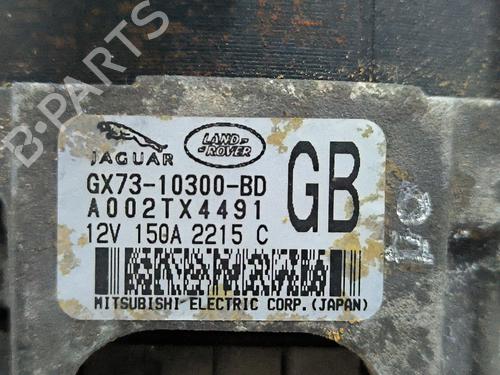 B-PARTS
JAGUAR
LAND-
-ROVER
GX73-10300-BD
A002TX4491
12V 150A 2215 C
GB
MITSUBISHI ELECTRIC CORP.(JAPAN)